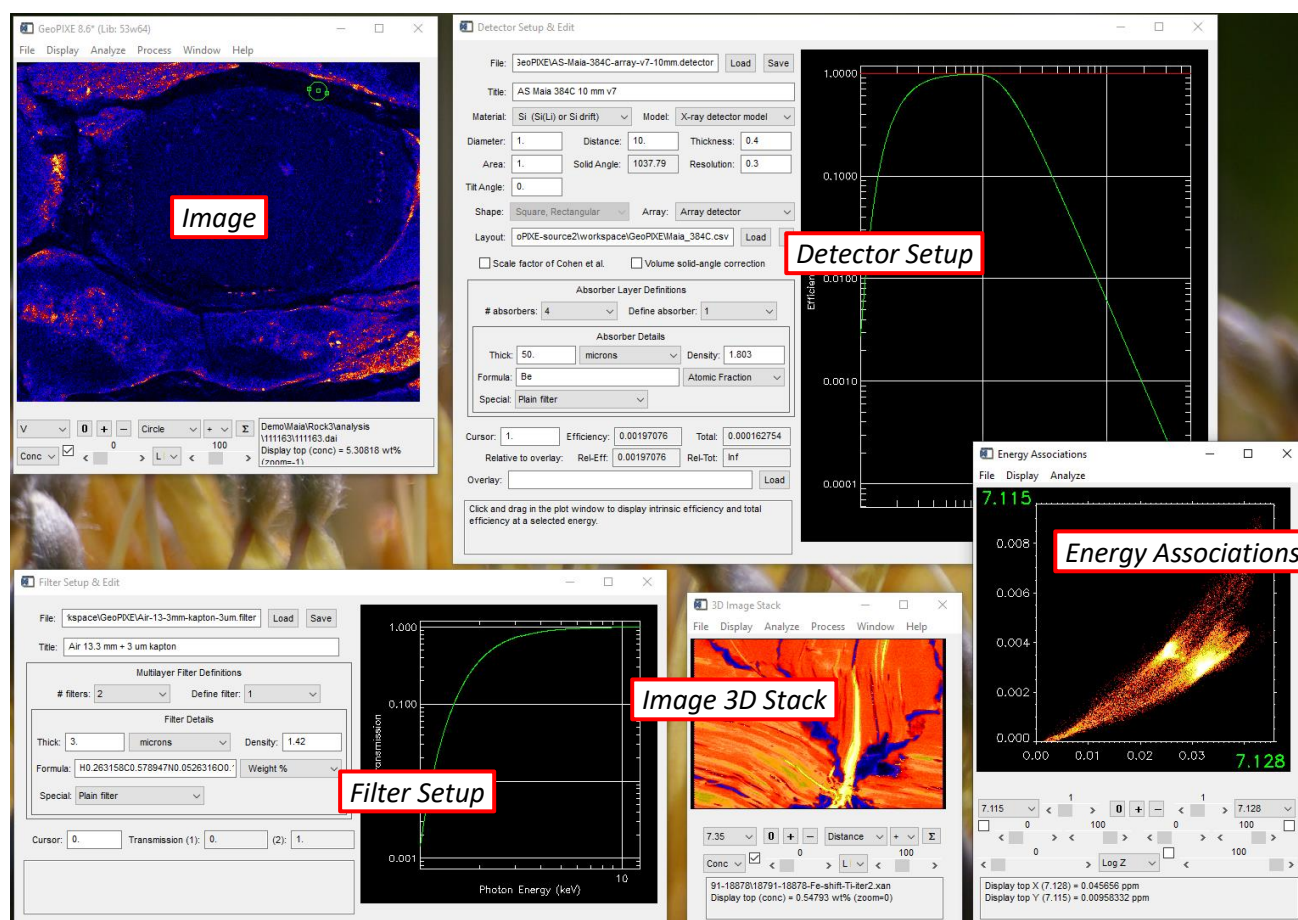 GeoPIXE 8.6* (Lib: 53w64)
File Display Analyze Process Window Help
Image
V 0 + − Circle + Σ
Demo\Maia\Rock3\analysis
\111163\111163.dai
Display top (conc) = 5.30818 wt%
(zoom=-1)
Conc 0 100
Detector Setup & Edit
File: GeoPIXE\AS-Maia-384C-array-v7-10mm.detector Load Save
Title: AS Maia 384C 10 mm v7
Material: Si (Si(Li) or Si drift) Model: X-ray detector model
Diameter: 1. Distance: 10. Thickness: 0.4
Area: 1. Solid Angle: 1037.79 Resolution: 0.3
Tilt Angle: 0.
Shape: Square, Rectangular Array: Array detector
Layout: oPIXE-source2\workspace\GeoPIXE\Maia_384C.csv Load
Scale factor of Cohen et al. Volume solid-angle correction
Absorber Layer Definitions
# absorbers: 4 Define absorber: 1
Absorber Details
Thick: 50. microns Density: 1.803
Formula: Be Atomic Fraction
Special: Plain filter
Cursor: 1. Efficiency: 0.00197076 Total: 0.000162754
Relative to overlay: Rel-Eff: 0.00197076 Rel-Tot: Inf
Overlay: Load
Click and drag in the plot window to display intrinsic efficiency and total
efficiency at a selected energy.
1.0000
0.1000
0.0100
0.0010
0.0001
Detector Setup
Filter Setup & Edit
File: kspace\GeoPIXE\Air-13-3mm-kapton-3um.filter Load Save
Title: Air 13.3 mm + 3 um kapton
Multilayer Filter Definitions
# filters: 2 Define filter: 1
Filter Details
Thick: 3. microns Density: 1.42
Formula: H0.263158C0.578947N0.0526316O0. Weight %
Special: Plain filter
Cursor: 0. Transmission (1): 0. (2): 1.
1.000
0.100
0.001
10
Photon Energy (keV)
Filter Setup
3D Image Stack
File Display Analyze Process Window Help
Image 3D Stack
7.35 0 + − Distance + Σ
Conc 0 100
91-18878\18791-18878-Fe-shift-Ti-iter2.xan
Display top (conc) = 0.54793 wt% (zoom=0)
Energy Associations
File Display Analyze
7.115
0.008
0.006
0.004
0.002
0.000
0.00 0.01 0.02 0.03
7.128
Energy Associations
7.115 1 0 + − 1 7.128
0 100 0 100
0 Log Z 100
Display top X (7.128) = 0.045656 ppm
Display top Y (7.115) = 0.00958332 ppm